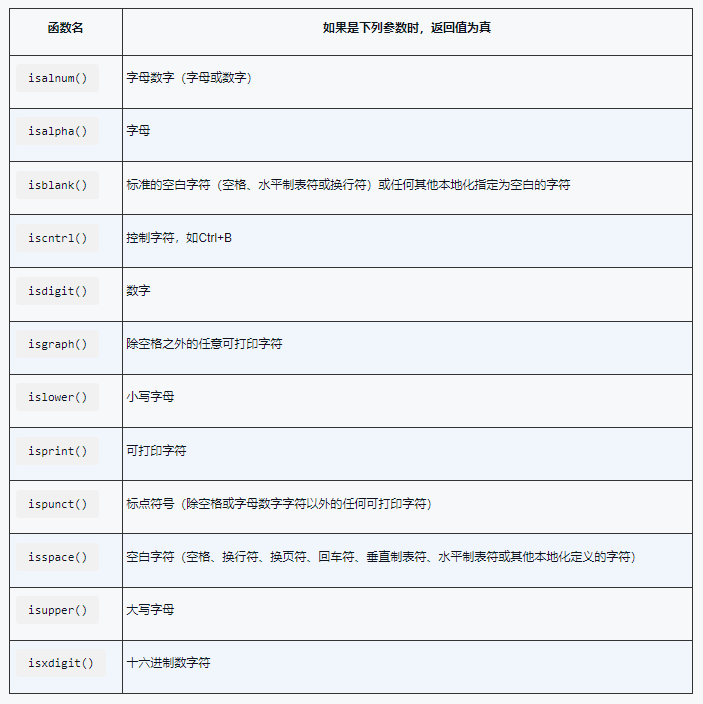 函数名 如果是下列参数时，返回值为真
isalnum() 字母数字（字母或数字）
isalpha() 字母
isblank() 标准的空白字符（空格、水平制表符或换行符）或任何其他本地化指定为空白的字符
iscntrl() 控制字符，如Ctrl+B
isdigit() 数字
isgraph() 除空格之外的任意可打印字符
islower() 小写字母
isprint() 可打印字符
ispunct() 标点符号（除空格或字母数字字符以外的任何可打印字符）
isspace() 空白字符（空格、换行符、换页符、回车符、垂直制表符、水平制表符或其他本地化定义的字符）
isupper() 大写字母
isxdigit() 十六进制数字符